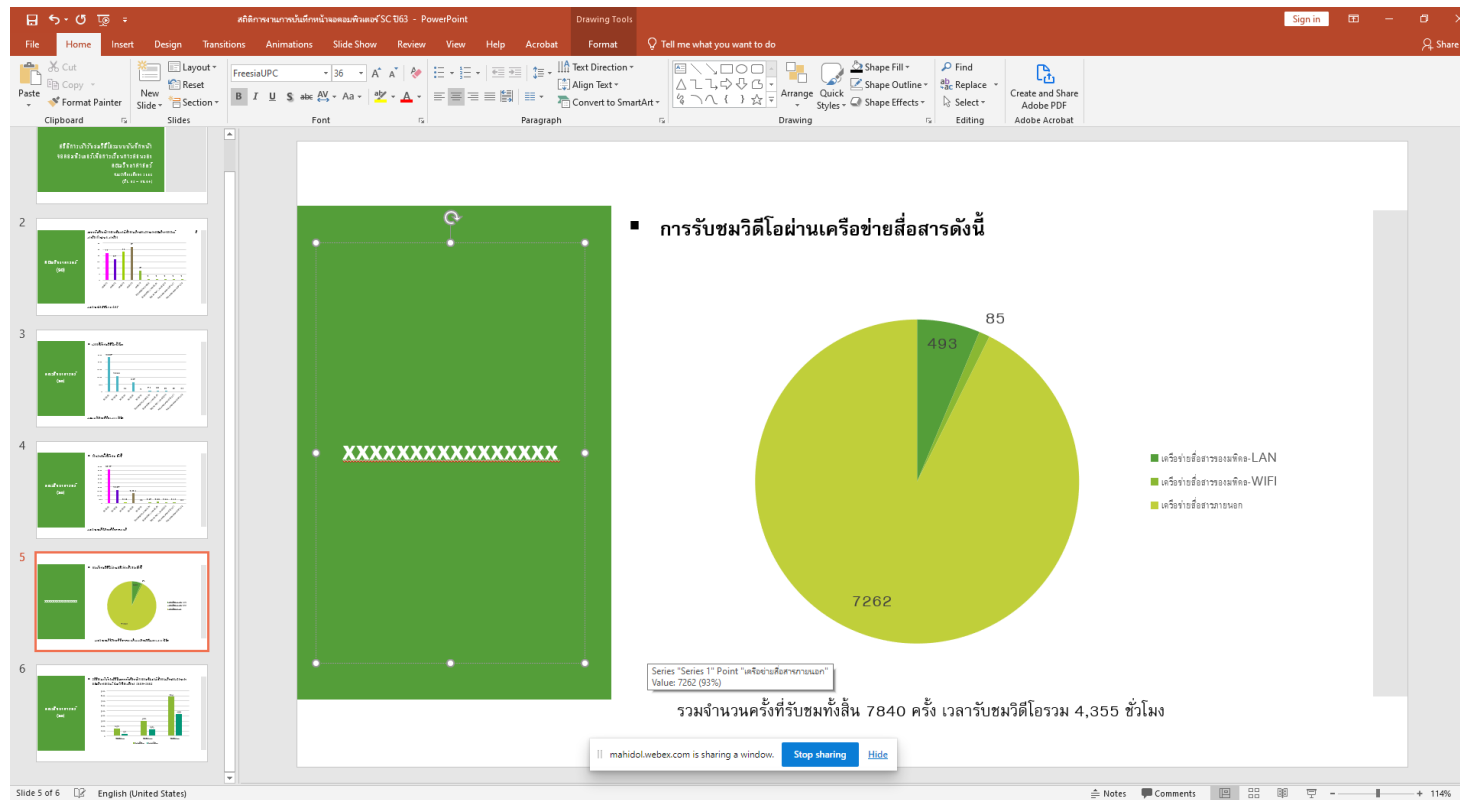 สถิติการงานการบันทึกหน้าจอคอมพิวเตอร์ SC ปี63 - PowerPoint
Drawing Tools
Sign in
File Home Insert Design Transitions Animations Slide Show Review View Help Acrobat Format Tell me what you want to do
Share
Paste
Cut
Copy
Format Painter
Clipboard
New Slide
Layout
Reset
Section
Slides
FreesiaUPC 36
B I U S abc AV Aa
Font
Text Direction
Align Text
Convert to SmartArt
Paragraph
Arrange
Quick Styles
Shape Fill
Shape Outline
Shape Effects
Drawing
Find
Replace
Select
Editing
Create and Share Adobe PDF
Adobe Acrobat
2
3
4
5
6
XXXXXXXXXXXXXXXX
การรับชมวิดีโอผ่านเครือข่ายสื่อสารดังนี้
85
493
7262
เครือข่ายสื่อสารของมหิดล-LAN
เครือข่ายสื่อสารของมหิดล-WIFI
เครือข่ายสื่อสารภายนอก
Series "Series 1" Point "เครือข่ายสื่อสารภายนอก"
Value: 7262 (93%)
รวมจำนวนครั้งที่รับชมทั้งสิ้น 7840 ครั้ง เวลารับชมวิดีโอรวม 4,355 ชั่วโมง
mahidol.webex.com is sharing a window. Stop sharing Hide
Slide 5 of 6 English (United States)
Notes Comments 114%